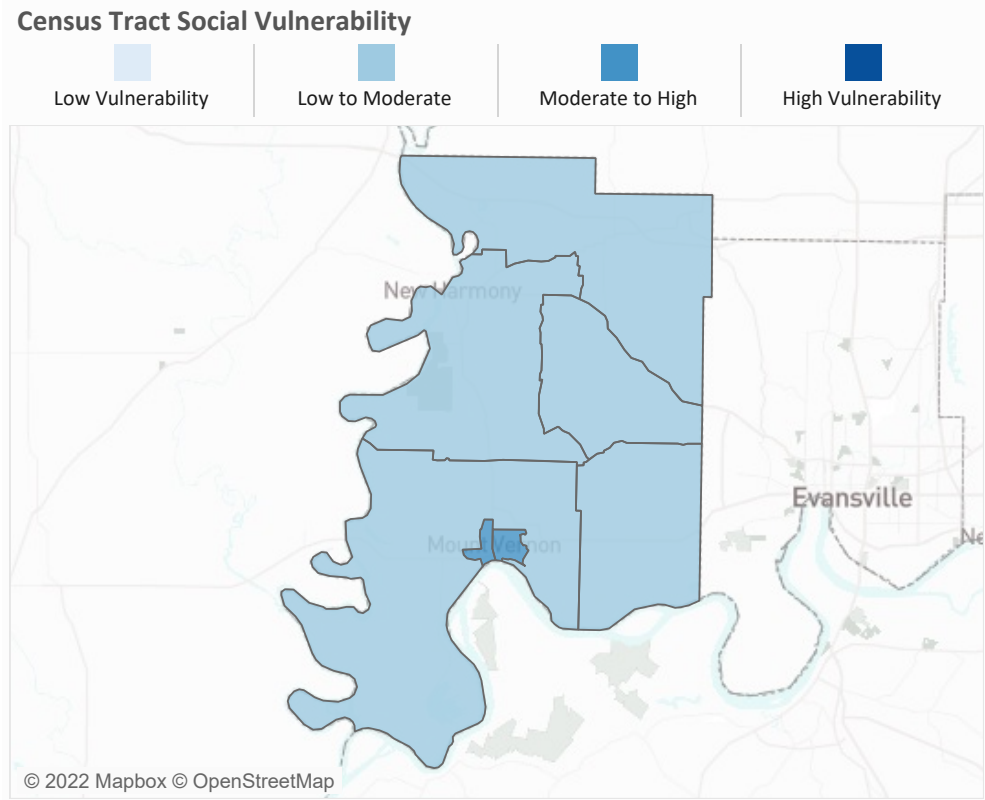 Census Tract Social Vulnerability
Low Vulnerability
Low to Moderate
Moderate to High
High Vulnerability
New Harmony
Evansville
Mount Vernon
Ne
© 2022 Mapbox © OpenStreetMap